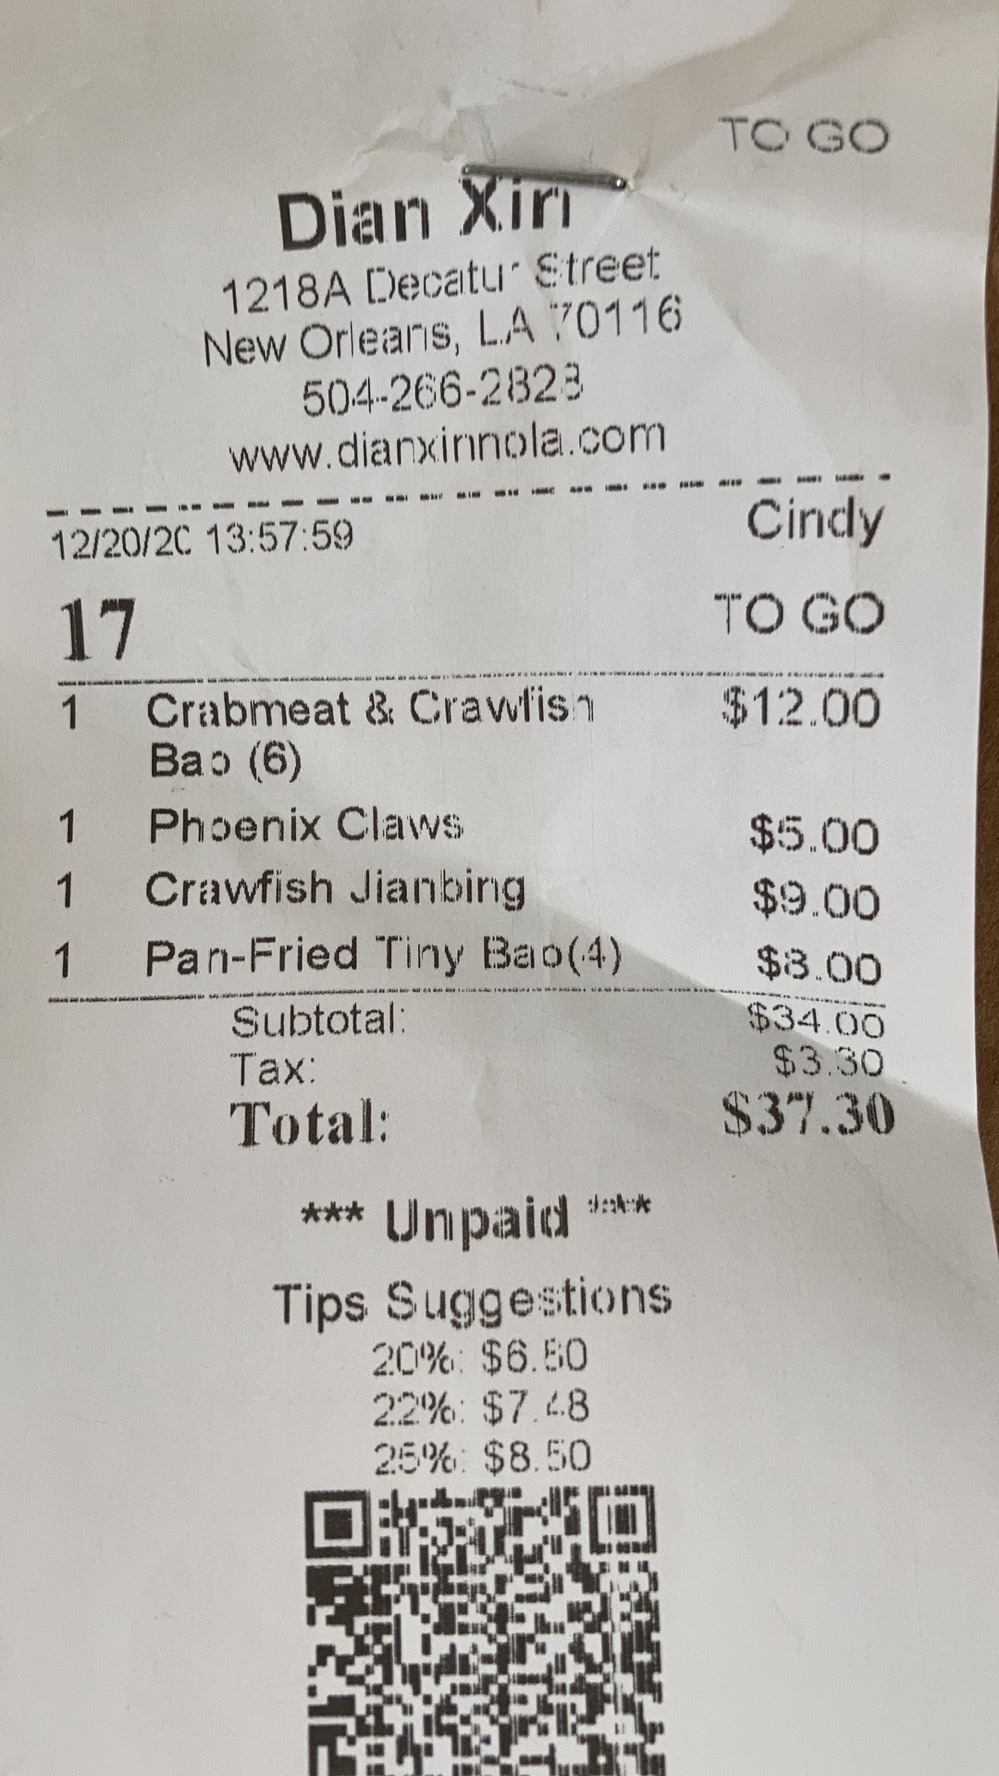 TO GO
Dian Xin
1218A Decatur Street
New Orleans, LA 70116
504-266-2828
www.dianxinnola.com
12/20/20 13:57:59 Cindy
17 TO GO
1 Crabmeat & Crawfish $12.00
Bao (6)
1 Phoenix Claws $5.00
1 Crawfish Jianbing $9.00
1 Pan-Fried Tiny Bao(4) $8.00
Subtotal: $34.00
Tax: $3.30
Total: $37.30
*** Unpaid ***
Tips Suggestions
20%: $6.80
22%: $7.48
25%: $8.50